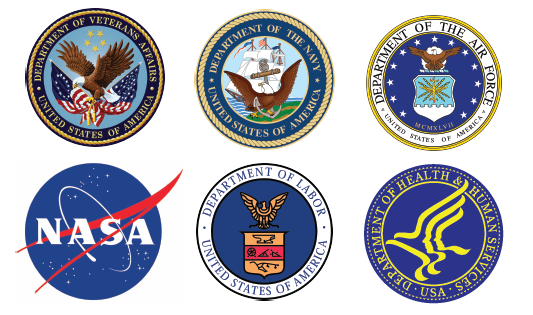 DEPARTMENT OF VETERANS AFFAIRS
UNITED STATES OF AMERICA
DEPARTMENT OF THE NAVY
UNITED STATES OF AMERICA
DEPARTMENT OF THE AIR FORCE
MCMXLVII
UNITED STATES OF AMERICA
NASA
DEPARTMENT OF LABOR
UNITED STATES OF AMERICA
DEPARTMENT OF HEALTH & HUMAN SERVICES
USA